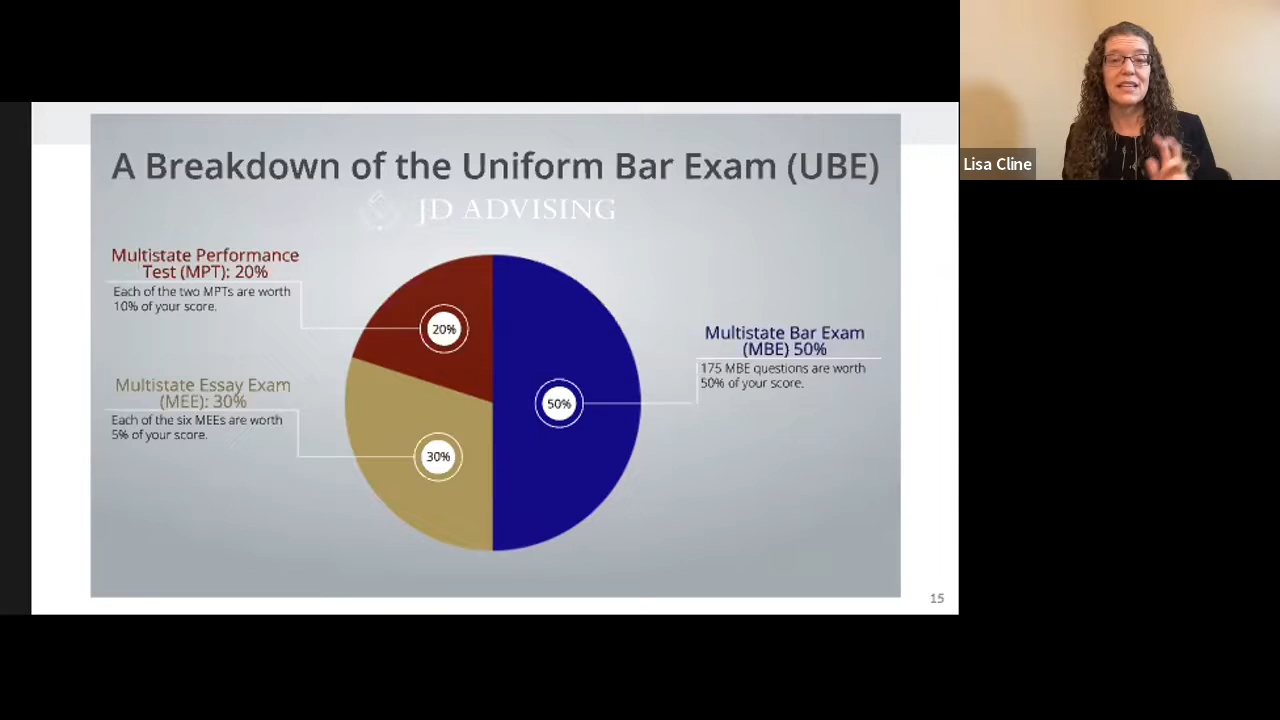 A Breakdown of the Uniform Bar Exam (UBE)
JD ADVISING
Multistate Performance
Test (MPT): 20%
Each of the two MPTs are worth
10% of your score.
20%
Multistate Bar Exam
(MBE) 50%
175 MBE questions are worth
50% of your score.
50%
Multistate Essay Exam
(MEE): 30%
Each of the six MEEs are worth
5% of your score.
30%
15
Lisa Cline